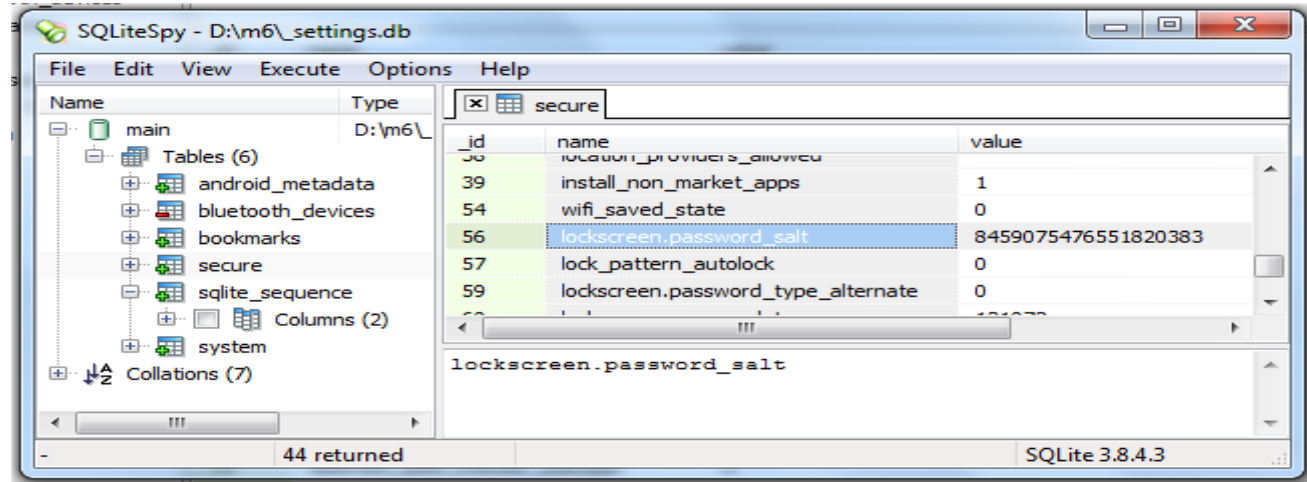 SQLiteSpy - D:\m6\_settings.db
File Edit View Execute Options Help
Name Type
main D:\m6\_
Tables (6)
android_metadata
bluetooth_devices
bookmarks
secure
sqlite_sequence
Columns (2)
system
Collations (7)
secure
_id name value
38 location_providers_allowed
39 install_non_market_apps 1
54 wifi_saved_state 0
56 lockscreen.password_salt 8459075476551820383
57 lock_pattern_autolock 0
59 lockscreen.password_type_alternate 0
lockscreen.password_salt
- 44 returned SQLite 3.8.4.3